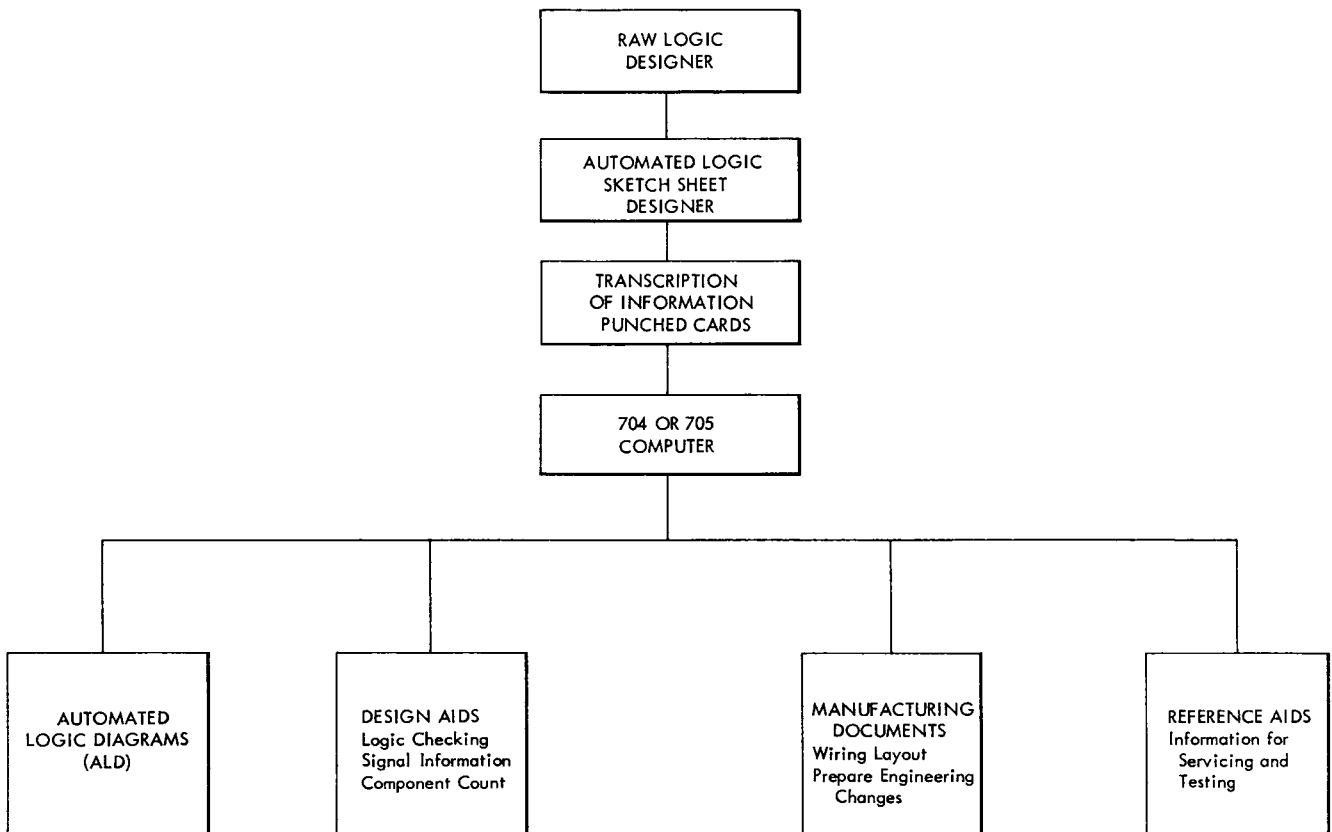 RAW LOGIC
DESIGNER
AUTOMATED LOGIC
SKETCH SHEET
DESIGNER
TRANSCRIPTION
OF INFORMATION
PUNCHED CARDS
704 OR 705
COMPUTER
AUTOMATED
LOGIC DIAGRAMS
(ALD)
DESIGN AIDS
Logic Checking
Signal Information
Component Count
MANUFACTURING
DOCUMENTS
Wiring Layout
Prepare Engineering
Changes
REFERENCE AIDS
Information for
Servicing and
Testing